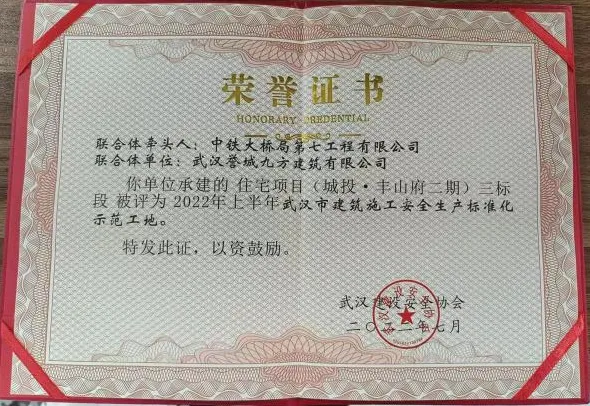 荣誉证书
HONORARY CREDENTIAL
联合体牵头人：中铁大桥局第七工程有限公司
联合体单位：武汉誉城九方建筑有限公司
你单位承建的 住宅项目（城投·丰山府二期）三标
段 被评为 2022年上半年武汉市建筑施工安全生产标准化
示范工地。
特发此证，以资鼓励。
武汉建设安全协会
二〇二二年七月